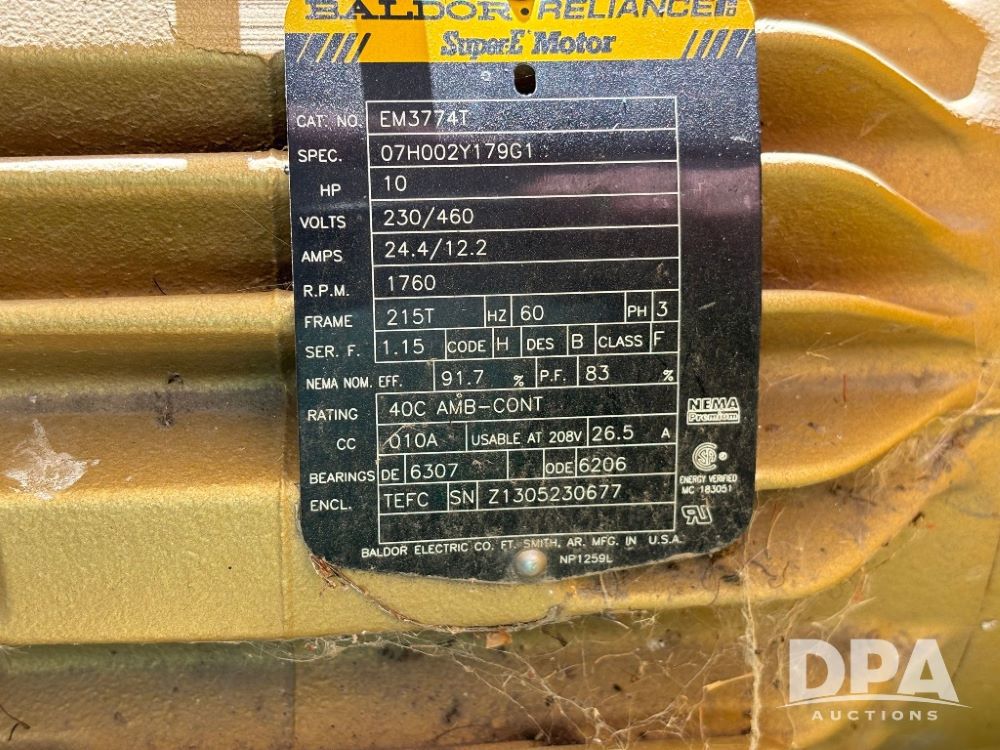 BALDOR RELIANCE
Super-E Motor
CAT. NO. EM3774T
SPEC. 07H002Y179G1
HP 10
VOLTS 230/460
AMPS 24.4/12.2
R.P.M. 1760
FRAME 215T HZ 60 PH 3
SER. F. 1.15 CODE H DES B CLASS F
NEMA NOM. EFF. 91.7 % P.F. 83 %
RATING 40C AMB-CONT
NEMA
Premium
CC 010A USABLE AT 208V 26.5 A
BEARINGS DE 6307 ODE 6206
ENERGY VERIFIED
MC 183051
ENCL. TEFC SN Z1305230677
BALDOR ELECTRIC CO. FT. SMITH, AR. MFG. IN U.S.A.
NP1259L
DPA
AUCTIONS